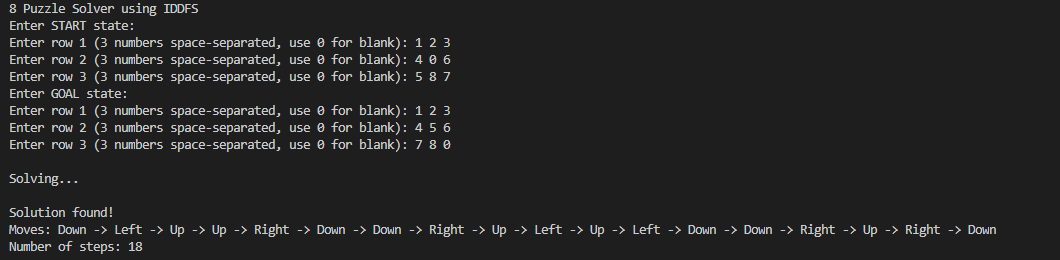 8 Puzzle Solver using IDDFS
Enter START state:
Enter row 1 (3 numbers space-separated, use 0 for blank): 1 2 3
Enter row 2 (3 numbers space-separated, use 0 for blank): 4 0 6
Enter row 3 (3 numbers space-separated, use 0 for blank): 5 8 7
Enter GOAL state:
Enter row 1 (3 numbers space-separated, use 0 for blank): 1 2 3
Enter row 2 (3 numbers space-separated, use 0 for blank): 4 5 6
Enter row 3 (3 numbers space-separated, use 0 for blank): 7 8 0
Solving...
Solution found!
Moves: Down -> Left -> Up -> Up -> Right -> Down -> Down -> Right -> Up -> Left -> Up -> Left -> Down -> Down -> Right -> Up -> Right -> Down
Number of steps: 18